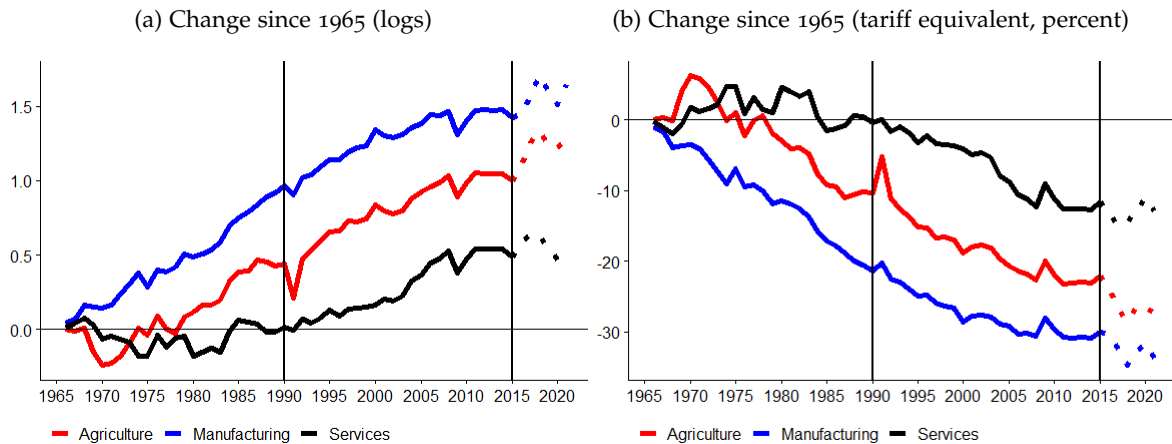 (a) Change since 1965 (logs)
1.5
1.0
0.5
0.0
1965 1970 1975 1980 1985 1990 1995 2000 2005 2010 2015 2020
Agriculture Manufacturing Services
(b) Change since 1965 (tariff equivalent, percent)
0
-10
-20
-30
1965 1970 1975 1980 1985 1990 1995 2000 2005 2010 2015 2020
Agriculture Manufacturing Services